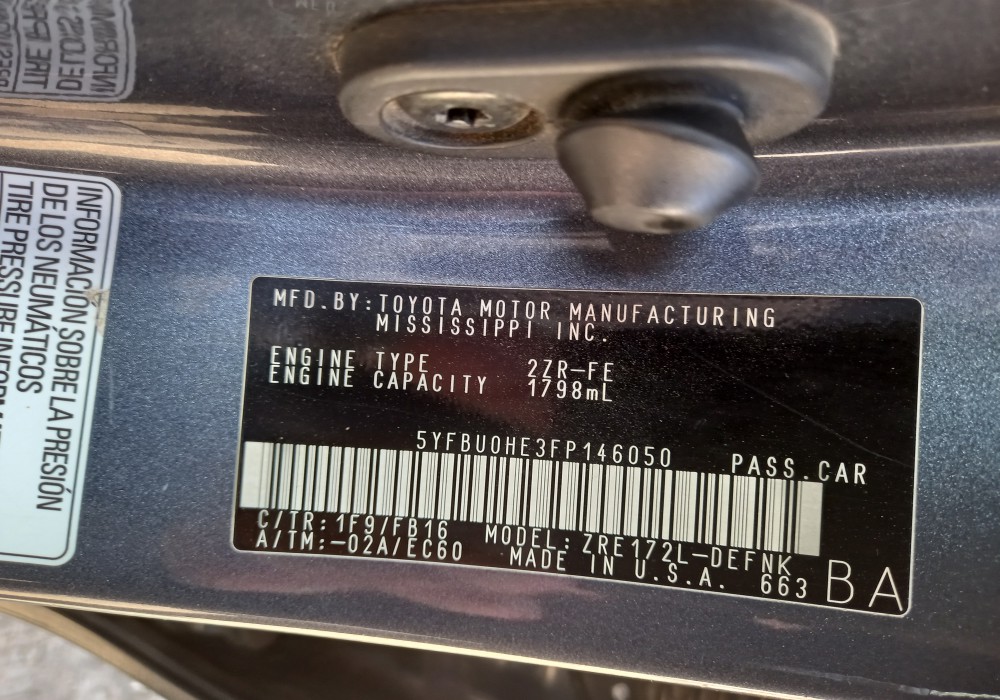 MFD.BY:TOYOTA MOTOR MANUFACTURING
MISSISSIPPI INC.
ENGINE TYPE 2ZR-FE
ENGINE CAPACITY 1798mL
5YFBU0HE3FP146050 PASS.CAR
C/TR:1F9/FB16 MODEL:ZRE172L-DEFNK
A/TM:-02A/EC60 MADE IN U.S.A. 663 BA
INFORMACIÓN SOBRE LA PRESIÓN
DE LOS NEUMÁTICOS
TIRE PRESSURE